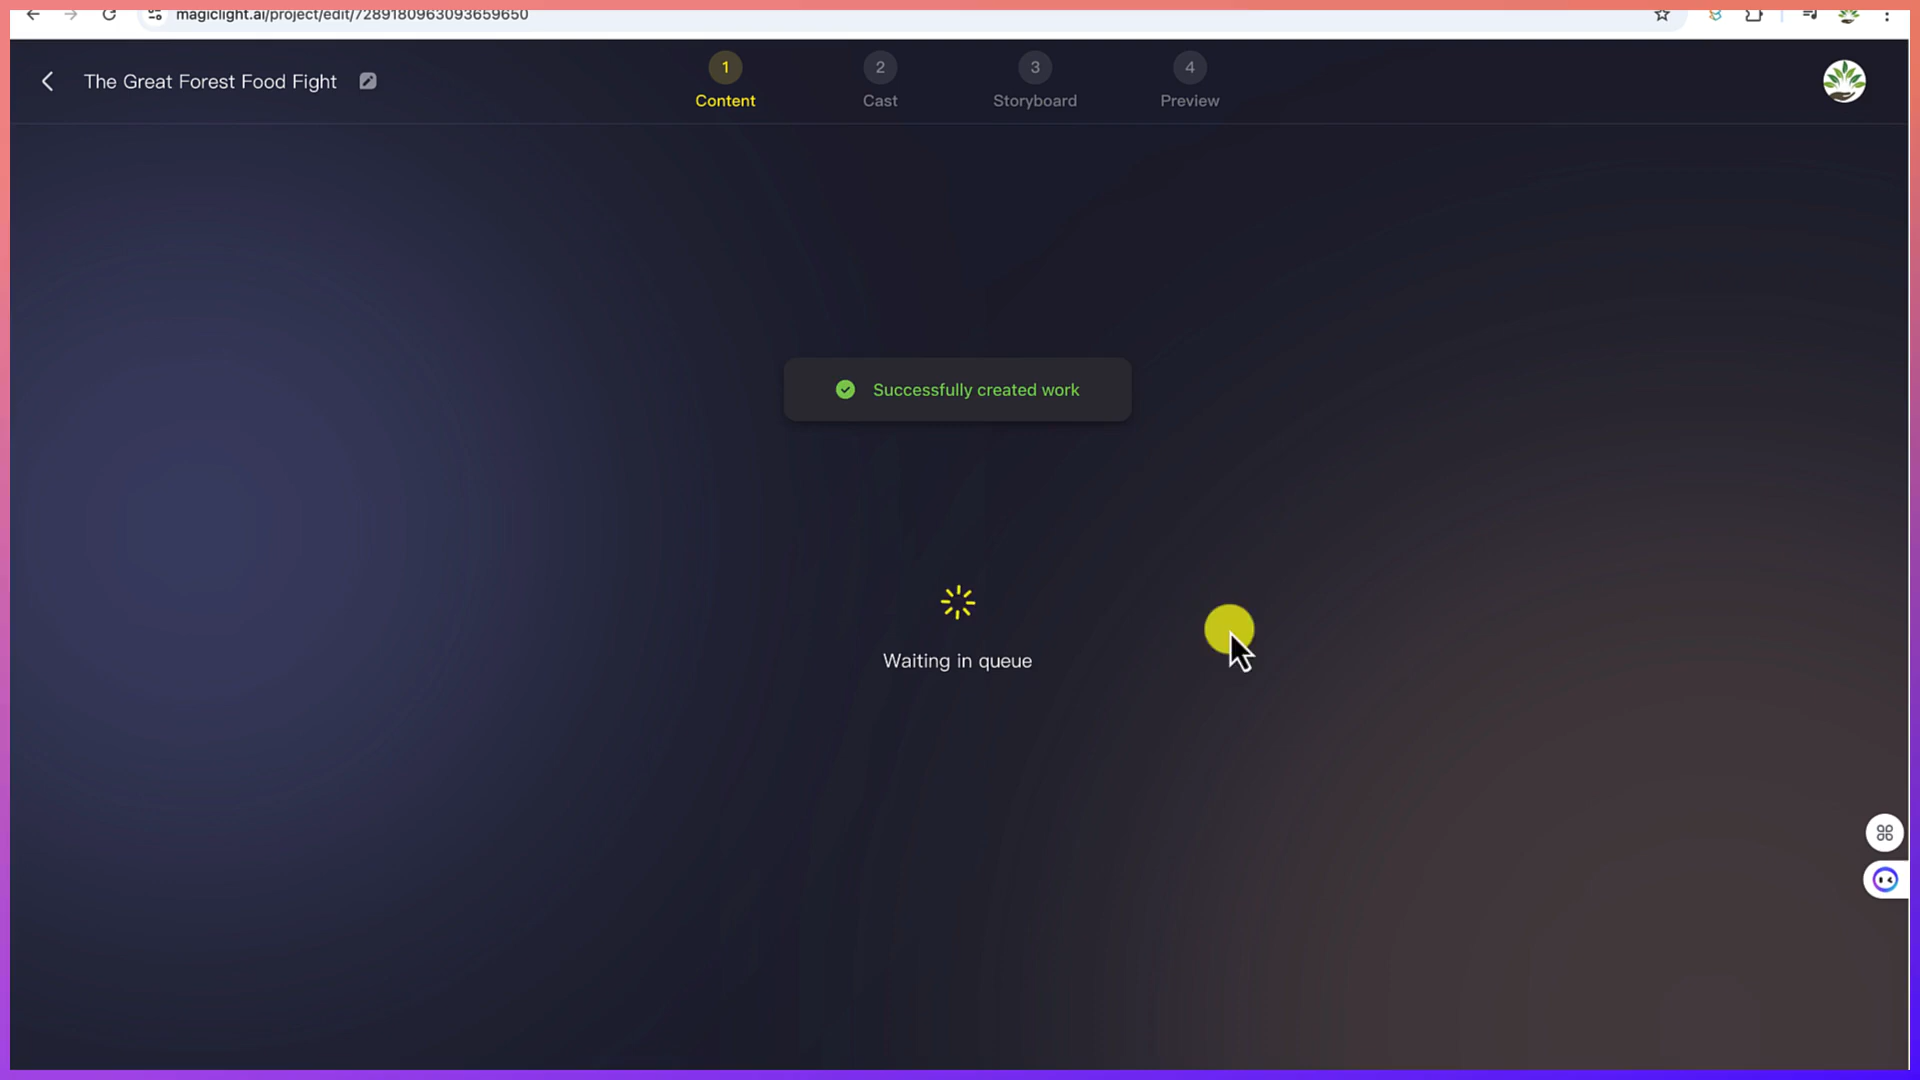 magiclight.ai/project/edit/7289180963093659650
The Great Forest Food Fight
1
Content
2
Cast
3
Storyboard
4
Preview
Successfully created work
Waiting in queue